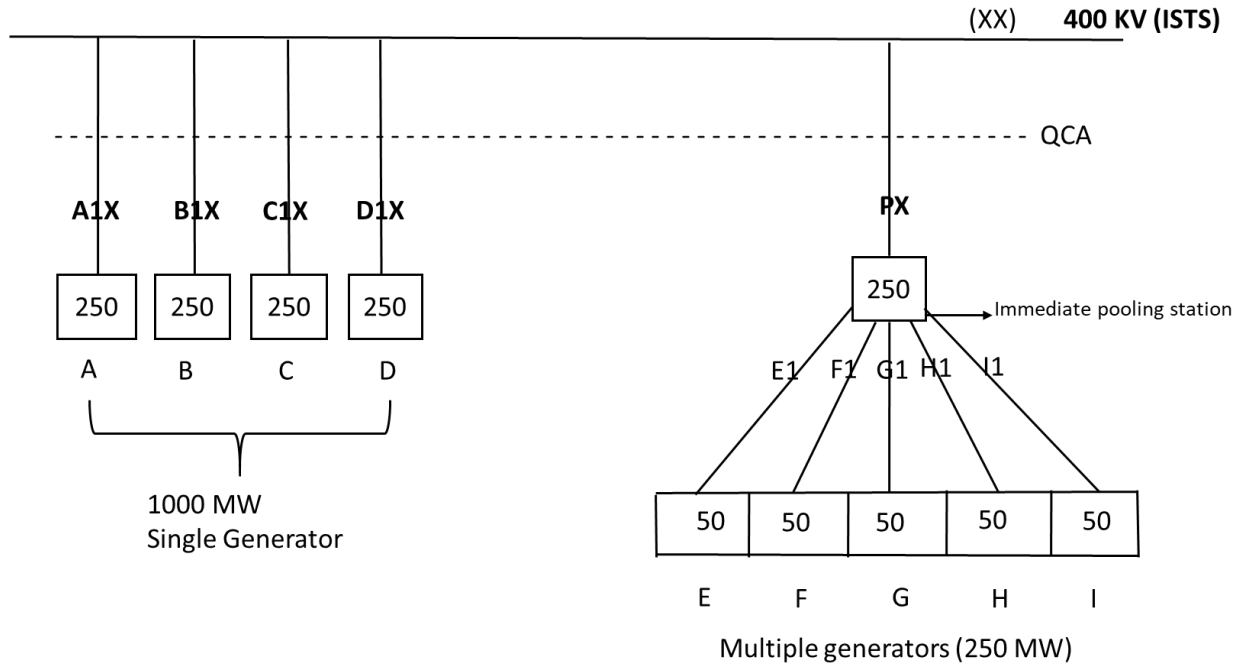 (XX) 400 KV (ISTS)
QCA
A1X B1X C1X D1X PX
250 250 250 250 250
Immediate pooling station
A B C D E1 F1 G1 H1 I1
1000 MW
Single Generator
50 50 50 50 50
E F G H I
Multiple generators (250 MW)